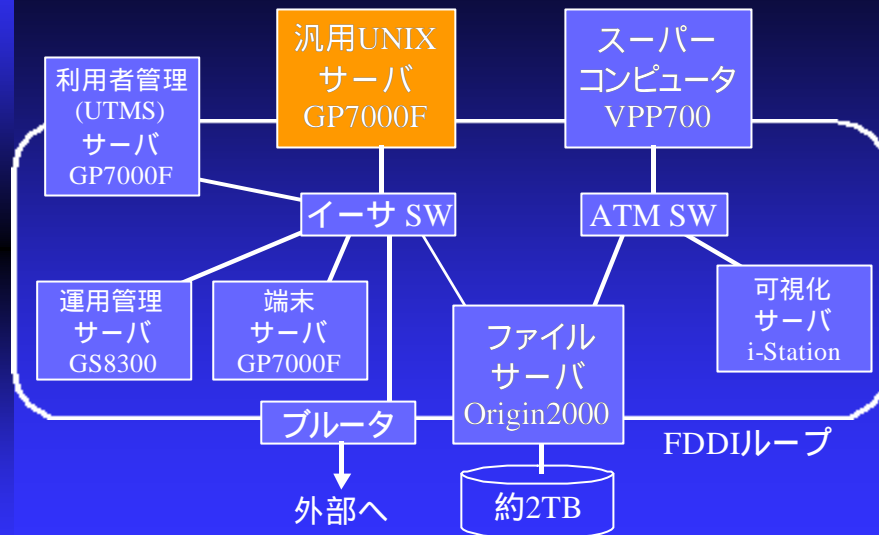 汎用UNIX
サーバ
GP7000F
スーパー
コンピュータ
VPP700
利用者管理
(UTMS)
サーバ
GP7000F
イーサ SW
ATM SW
運用管理
サーバ
GS8300
端末
サーバ
GP7000F
ファイル
サーバ
Origin2000
可視化
サーバ
i-Station
ブルータ
FDDIループ
外部へ
約2TB